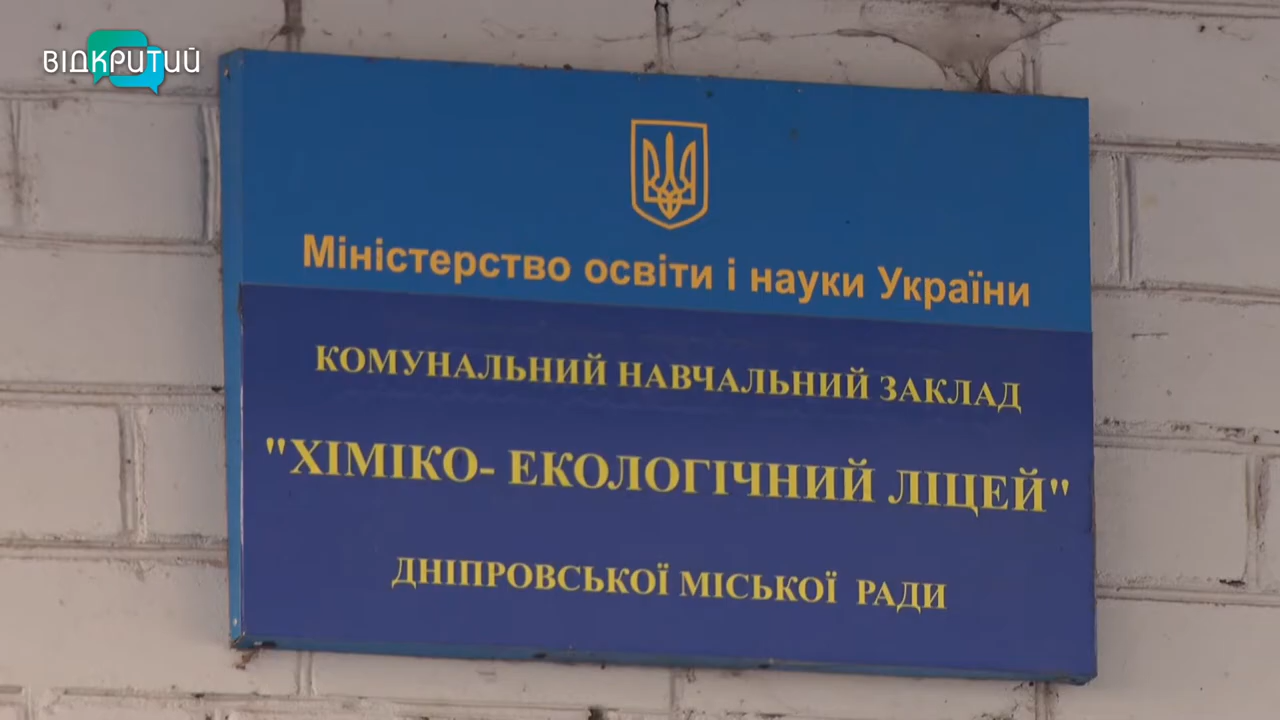 ВІДКРИТИЙ
Міністерство освіти і науки України
КОМУНАЛЬНИЙ НАВЧАЛЬНИЙ ЗАКЛАД
"ХІМІКО- ЕКОЛОГІЧНИЙ ЛІЦЕЙ"
ДНІПРОВСЬКОЇ МІСЬКОЇ РАДИ